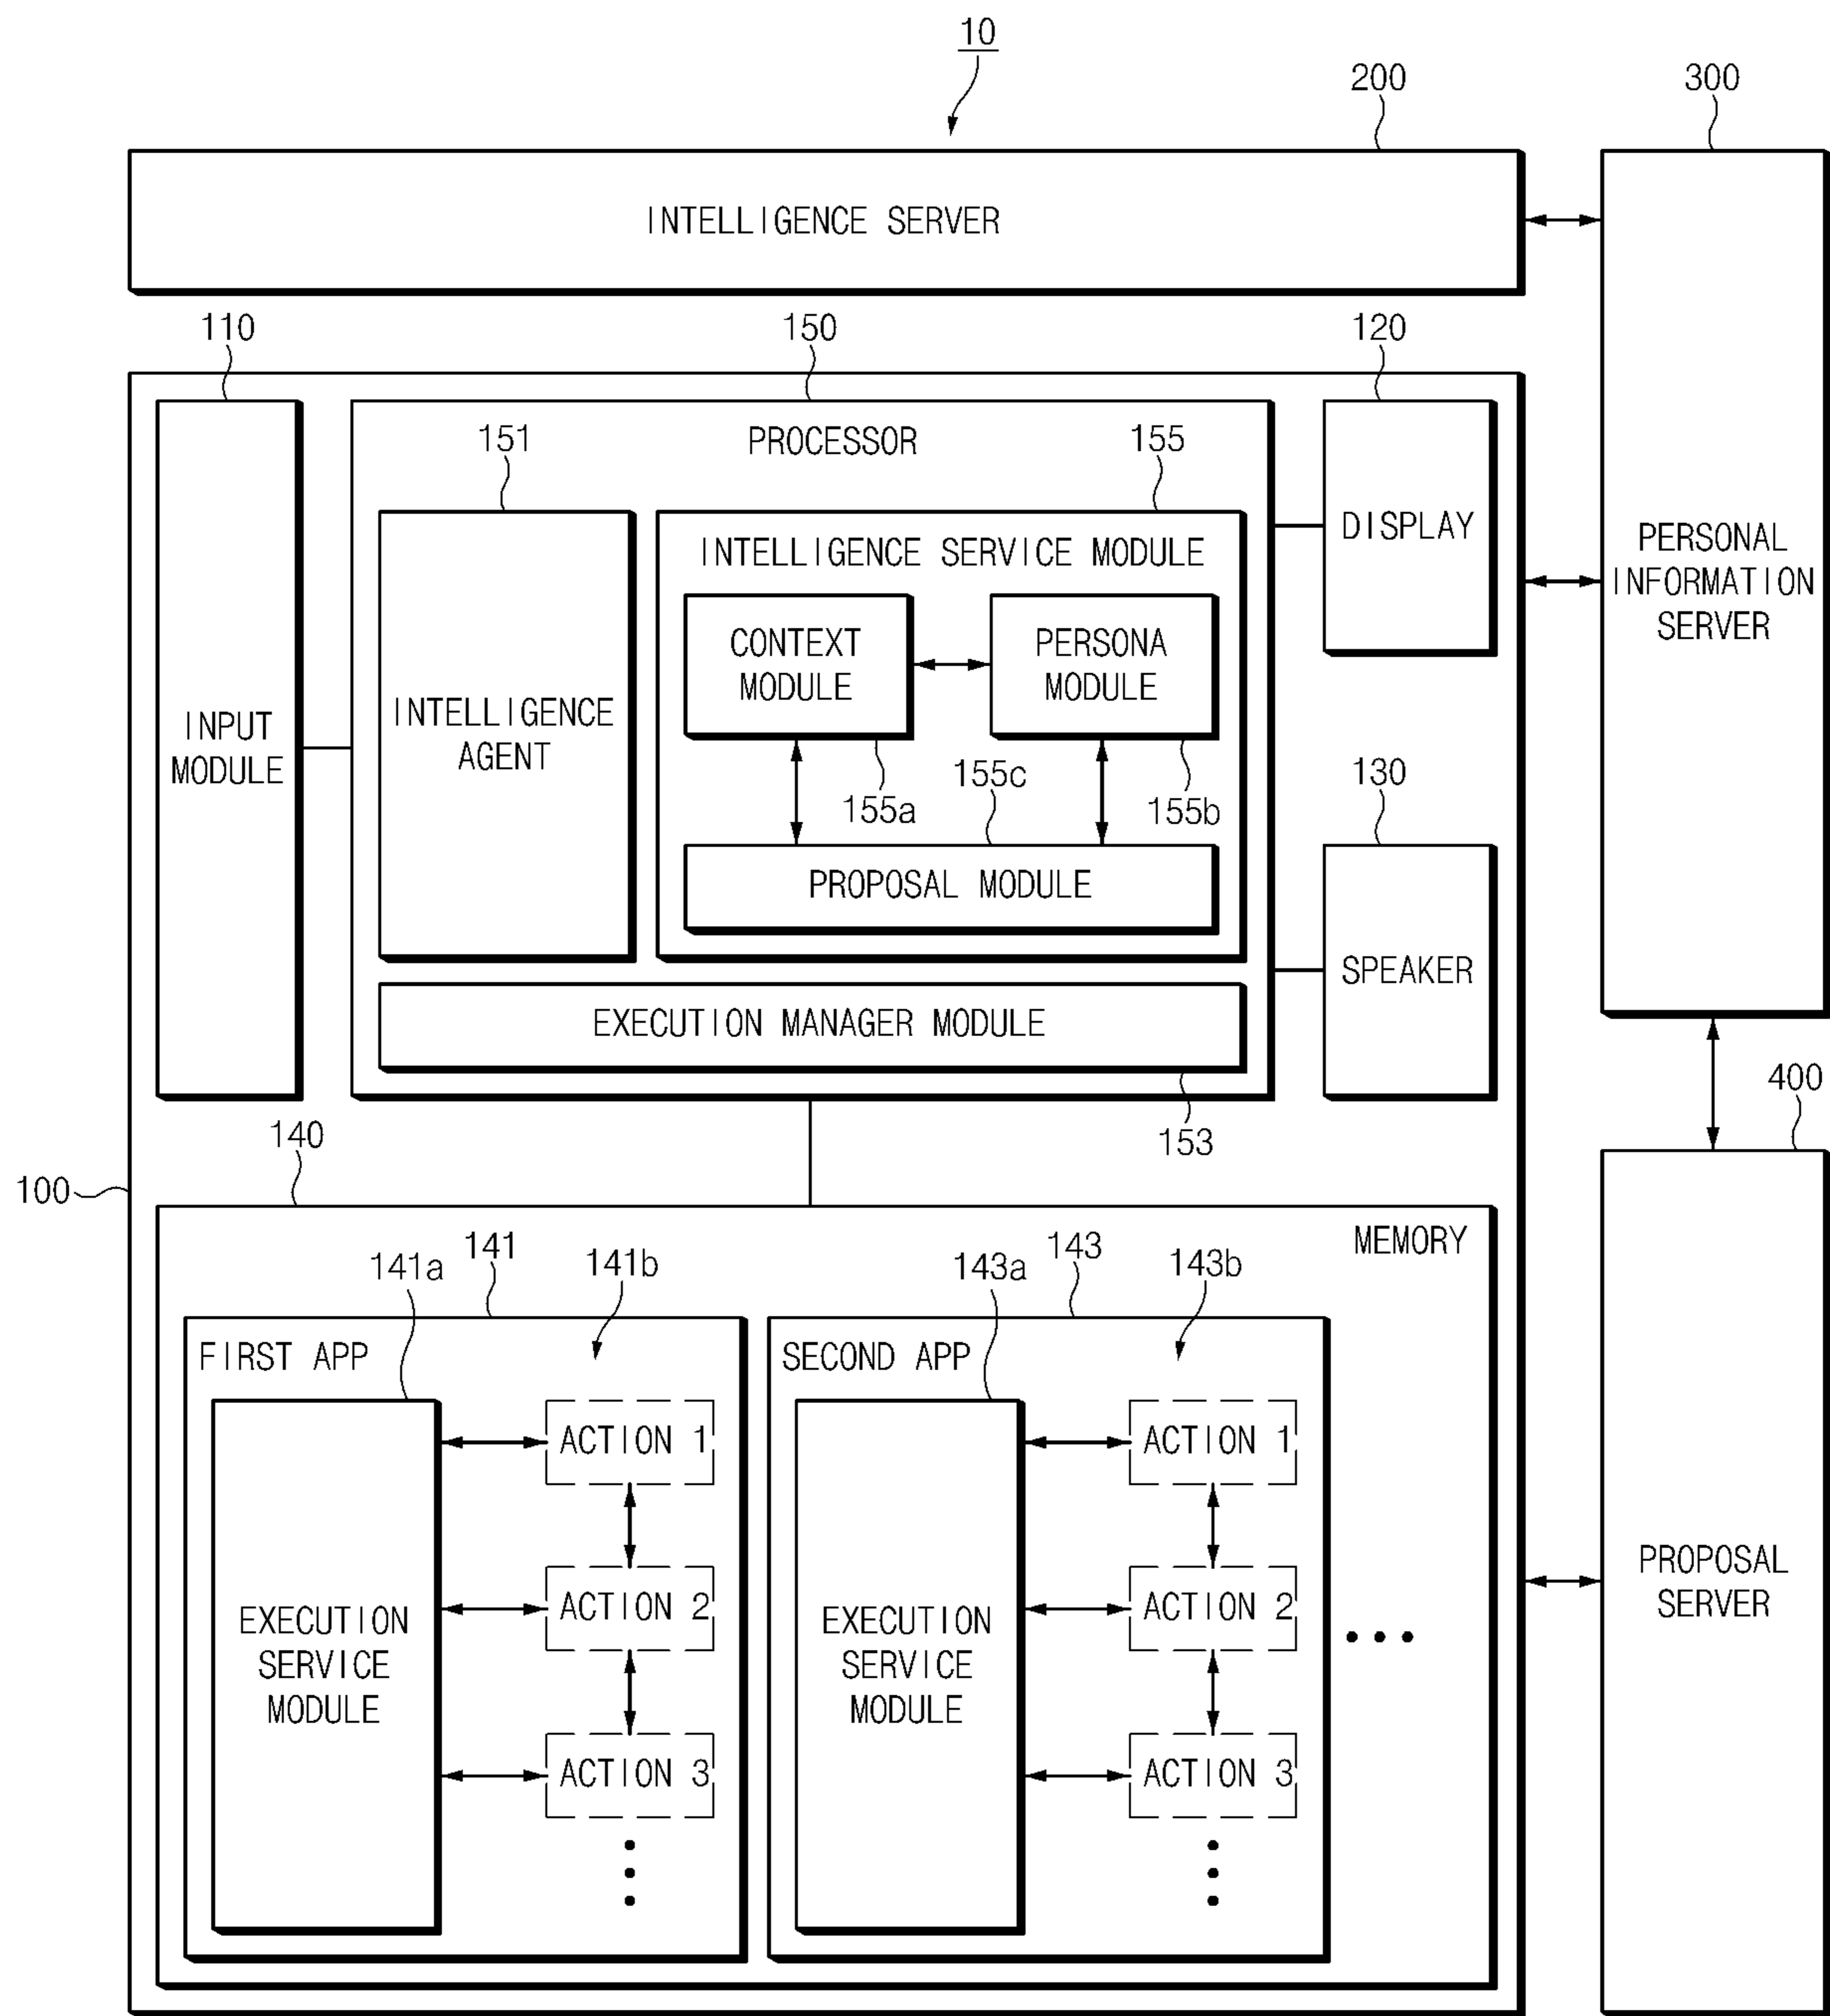 10
200
300
INTELLIGENCE SERVER
110
150
120
151
PROCESSOR
155
DISPLAY
INTELLIGENCE SERVICE MODULE
PERSONAL
INFORMATION
SERVER
CONTEXT
MODULE
PERSONA
MODULE
INPUT
MODULE
INTELLIGENCE
AGENT
155a
155c
155b
130
PROPOSAL MODULE
SPEAKER
EXECUTION MANAGER MODULE
153
400
140
100
MEMORY
141a
141
141b
143a
143
143b
FIRST APP
SECOND APP
ACTION 1
ACTION 1
EXECUTION
SERVICE
MODULE
ACTION 2
EXECUTION
SERVICE
MODULE
ACTION 2
PROPOSAL
SERVER
ACTION 3
ACTION 3